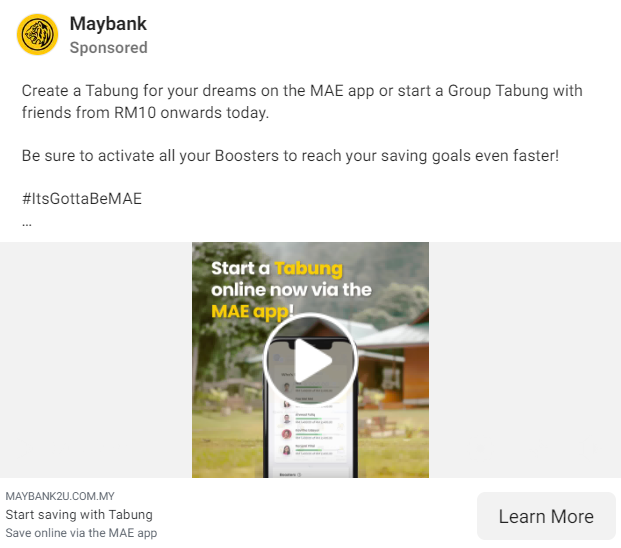 Maybank
Sponsored
Create a Tabung for your dreams on the MAE app or start a Group Tabung with
friends from RM10 onwards today.
Be sure to activate all your Boosters to reach your saving goals even faster!
#ItsGottaBeMAE
...
Start a Tabung
online now via the
MAE app!
Boosters
MAYBANK2U.COM.MY
Start saving with Tabung
Save online via the MAE app
Learn More